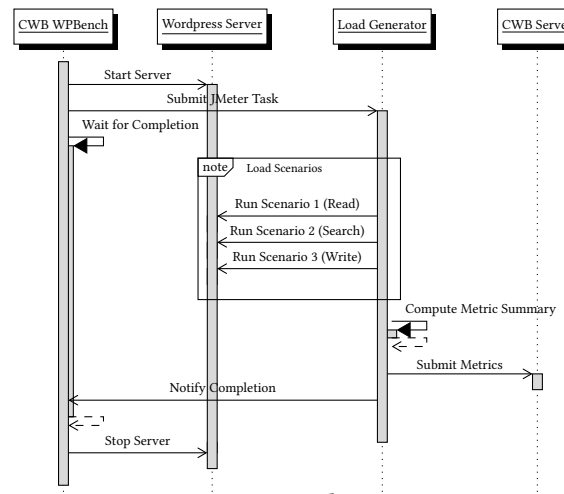 CWB WPBench
Wordpress Server
Load Generator
CWB Serve
Start Server
Submit JMeter Task
Wait for Completion
note
Load Scenarios
Run Scenario 1 (Read)
Run Scenario 2 (Search)
Run Scenario 3 (Write)
Compute Metric Summary
Submit Metrics
Notify Completion
Stop Server